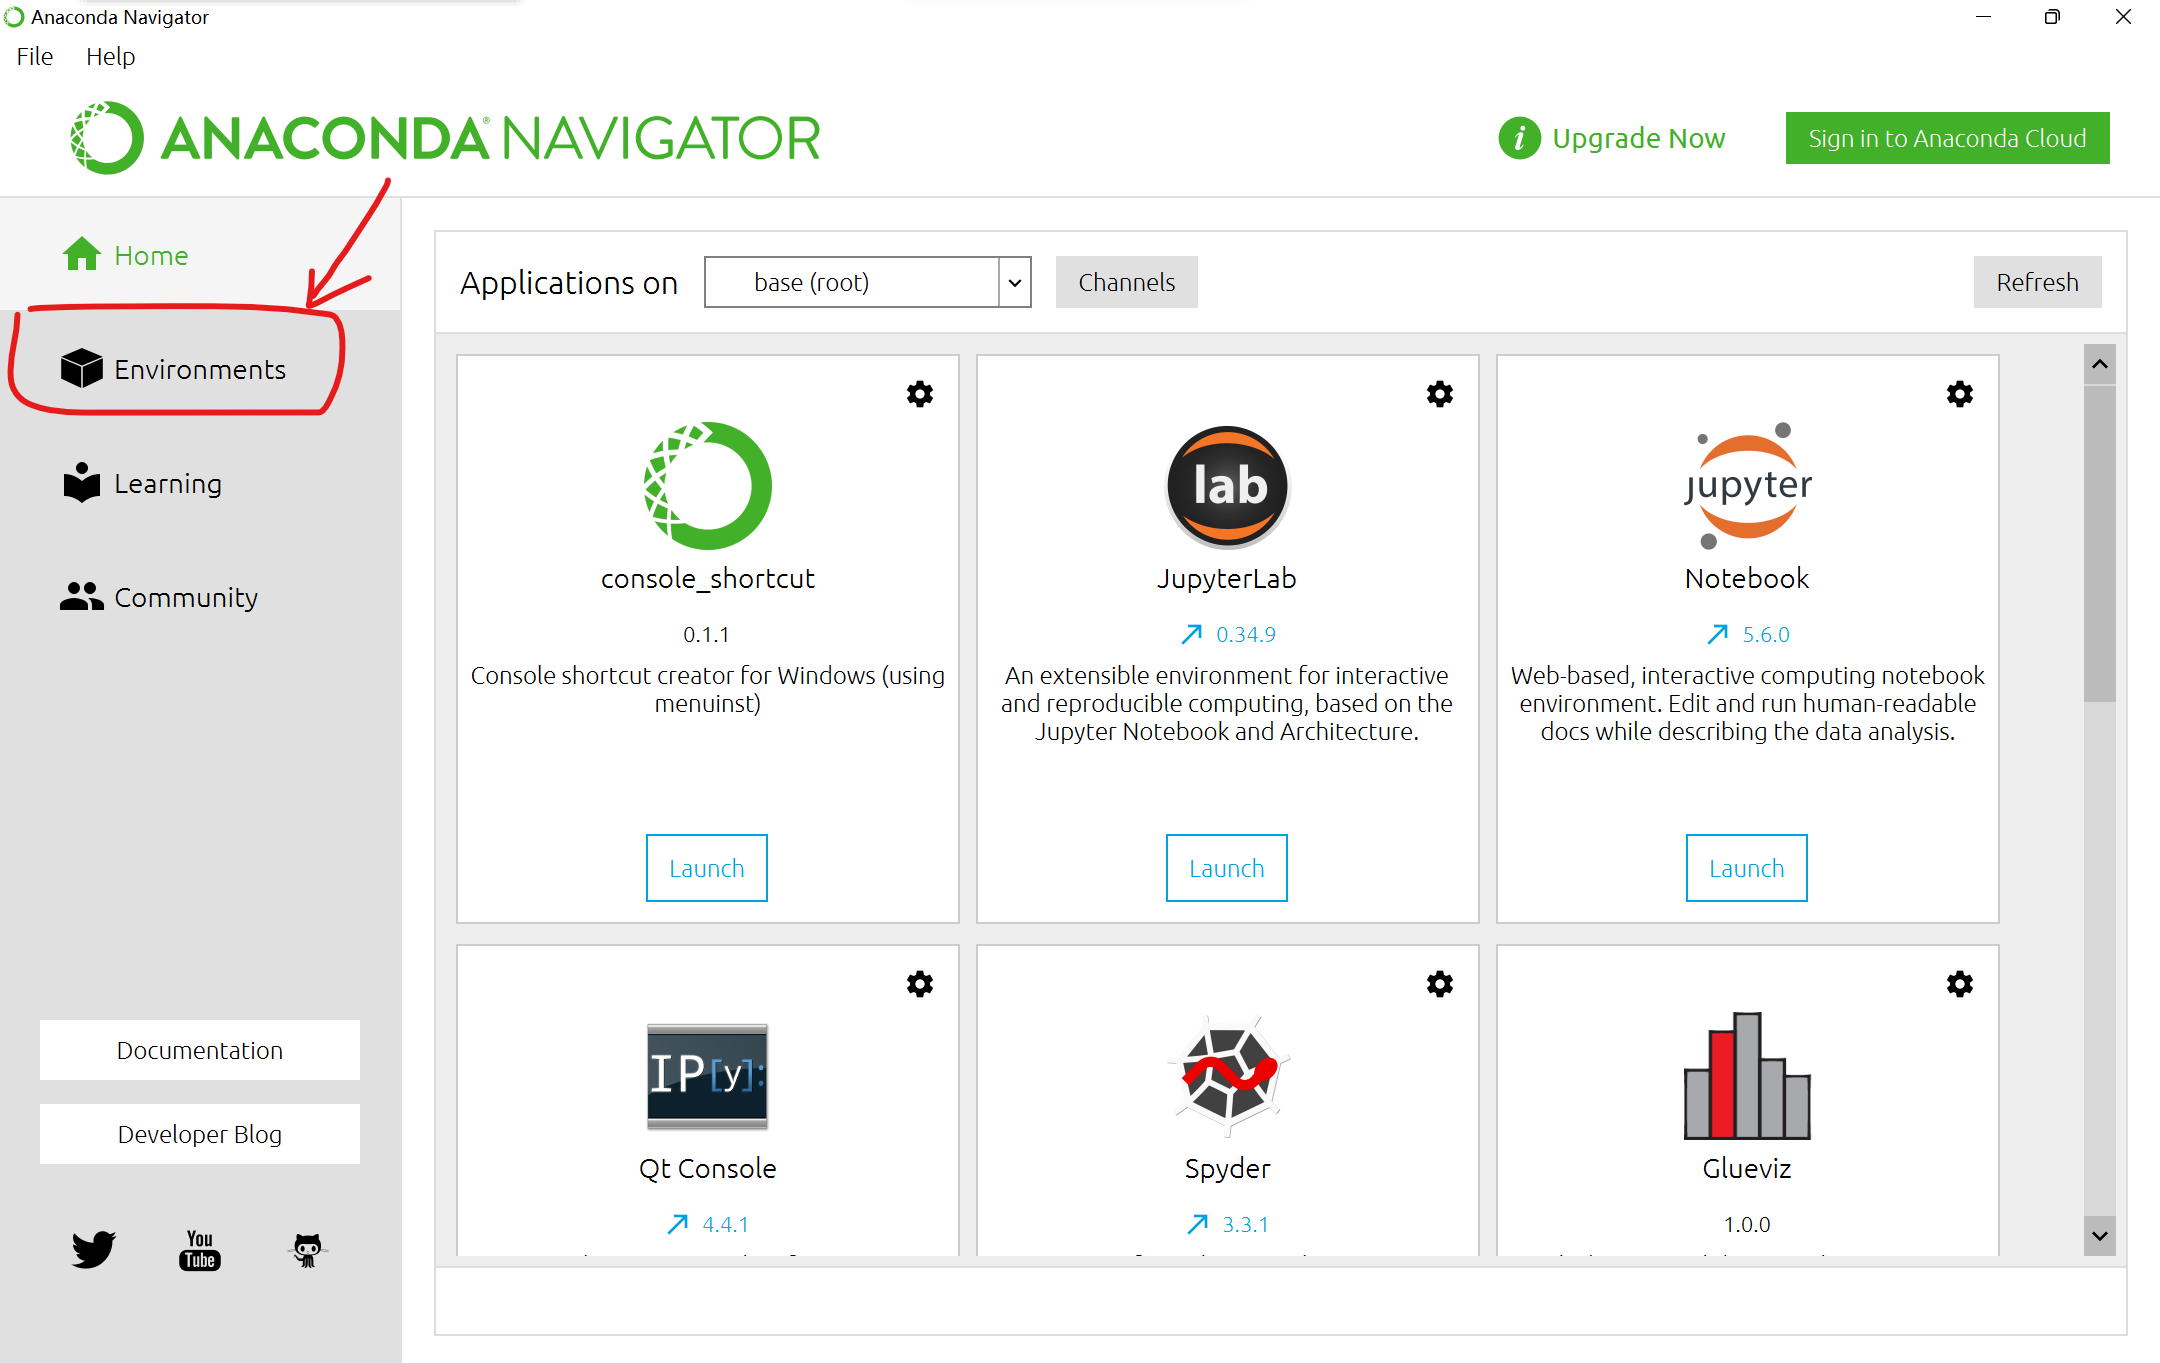 Anaconda Navigator
File Help
ANACONDA® NAVIGATOR
i Upgrade Now
Sign in to Anaconda Cloud
Home
Environments
Learning
Community
Documentation
Developer Blog
You
Tube
Applications on
base (root)
Channels
Refresh
console_shortcut
0.1.1
Console shortcut creator for Windows (using
menuinst)
Launch
lab
JupyterLab
0.34.9
An extensible environment for interactive
and reproducible computing, based on the
Jupyter Notebook and Architecture.
Launch
jupyter
Notebook
5.6.0
Web-based, interactive computing notebook
environment. Edit and run human-readable
docs while describing the data analysis.
Launch
IP[y]:
Qt Console
4.4.1
Spyder
3.3.1
Glueviz
1.0.0